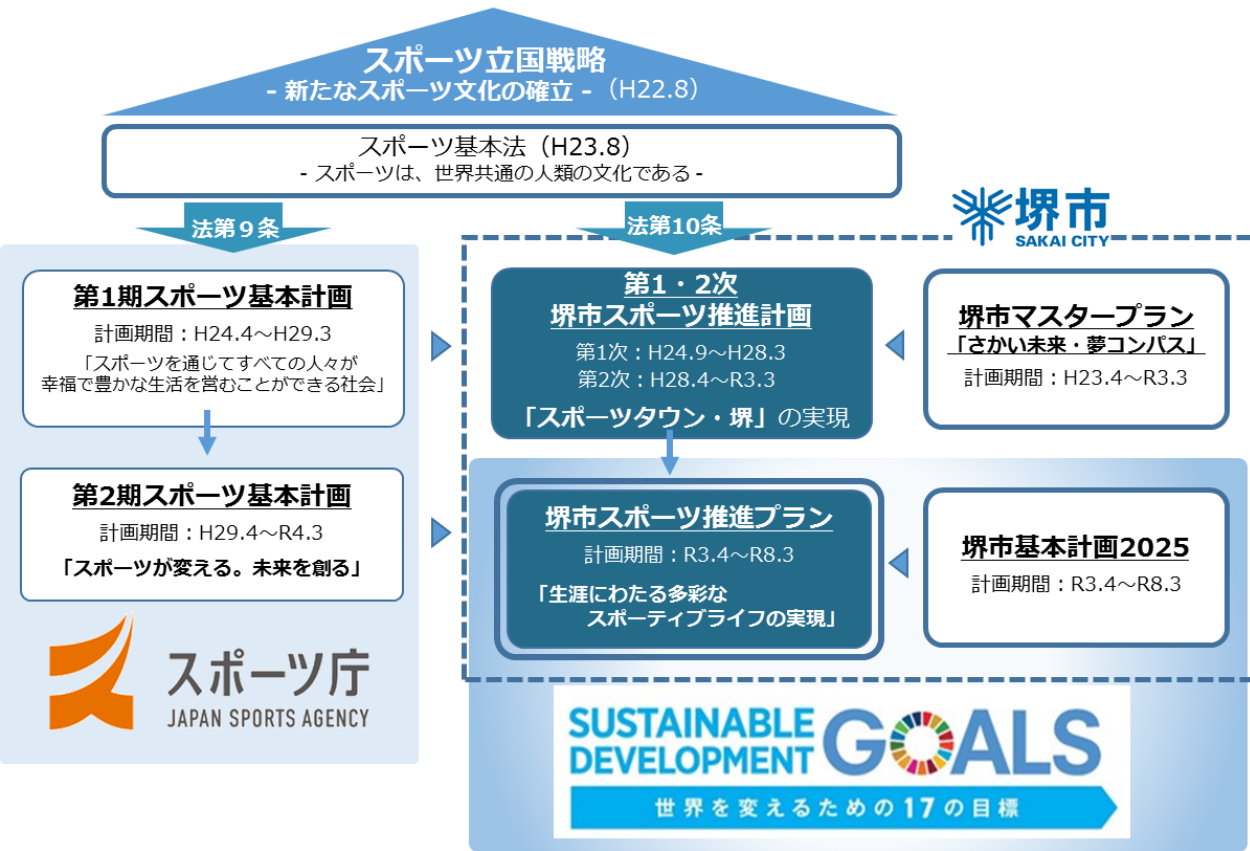 スポーツ立国戦略
- 新たなスポーツ文化の確立 -（H22.8）
スポーツ基本法（H23.8）
- スポーツは、世界共通の人類の文化である -
法第９条
法第10条
堺市
SAKAI CITY
第1期スポーツ基本計画
計画期間：H24.4～H29.3
「スポーツを通じてすべての人々が
幸福で豊かな生活を営むことができる社会」
第1・2次
堺市スポーツ推進計画
第1次：H24.9～H28.3
第2次：H28.4～R3.3
「スポーツタウン・堺」の実現
堺市マスタープラン
「さかい未来・夢コンパス」
計画期間：H23.4～R3.3
第2期スポーツ基本計画
計画期間：H29.4～R4.3
「スポーツが変える。未来を創る」
堺市スポーツ推進プラン
計画期間：R3.4～R8.3
「生涯にわたる多彩な
スポーティブライフの実現」
堺市基本計画2025
計画期間：R3.4～R8.3
スポーツ庁
JAPAN SPORTS AGENCY
SUSTAINABLE
DEVELOPMENT
GOALS
世界を変えるための17の目標